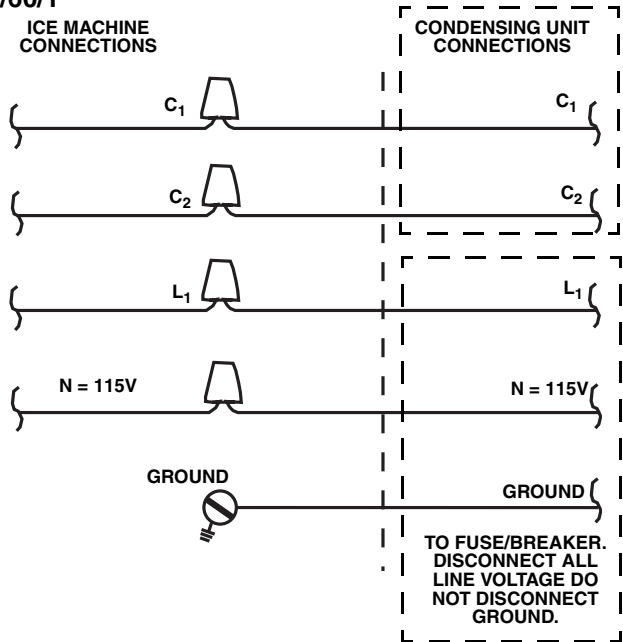 ICE MACHINE
CONNECTIONS
CONDENSING UNIT
CONNECTIONS
C₁
C₁
C₂
C₂
L₁
L₁
N = 115V
N = 115V
GROUND
GROUND
TO FUSE/BREAKER.
DISCONNECT ALL
LINE VOLTAGE DO
NOT DISCONNECT
GROUND.